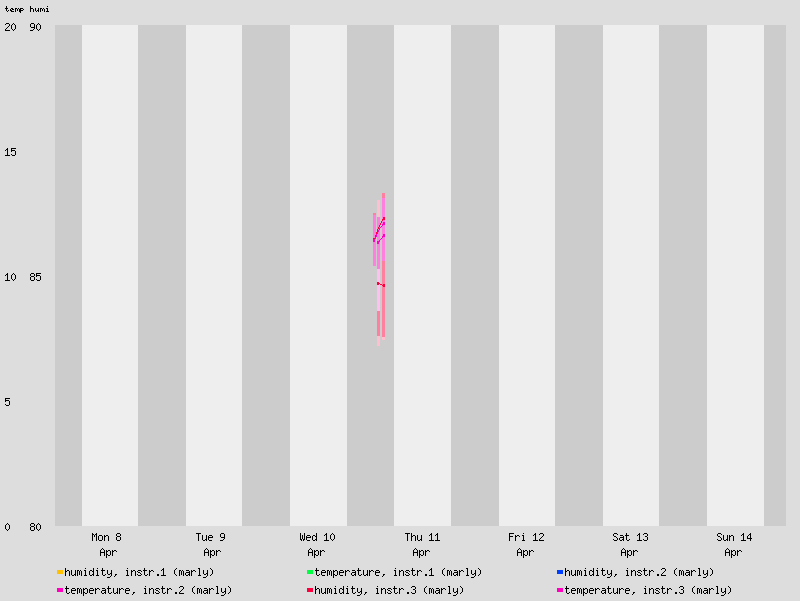 temp humi
20 90
15
10 85
5
0 80
Mon 8 Tue 9 Wed 10 Thu 11 Fri 12 Sat 13 Sun 14
Apr Apr Apr Apr Apr Apr Apr
humidity, instr.1 (marly) temperature, instr.1 (marly) humidity, instr.2 (marly)
temperature, instr.2 (marly) humidity, instr.3 (marly) temperature, instr.3 (marly)